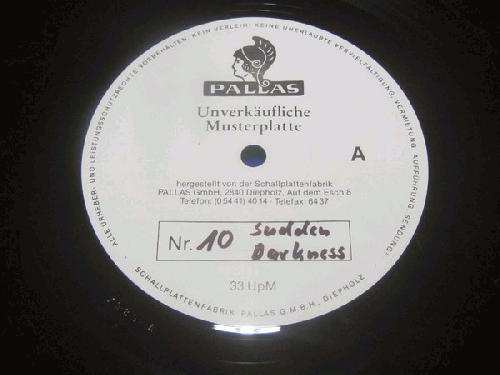 ALLE URHEBER- UND LEISTUNGSSCHUTZRECHTE VORBEHALTEN. KEIN VERLEIH! KEINE UNERLAUBTE VERVIELFÄLTIGUNG, VERMIETUNG, AUFFÜHRUNG, SENDUNG!
PALLAS
Unverkäufliche
Musterplatte
A
hergestellt von der Schallplattenfabrik
PALLAS GmbH, 2840 Diepholz, Auf dem Esch 8
Telefon: (0 54 41) 40 14 · Telefax: 64 37
Nr. 10 sudden
Darkness
33 UpM
SCHALLPLATTENFABRIK PALLAS G.M.B.H., DIEPHOLZ